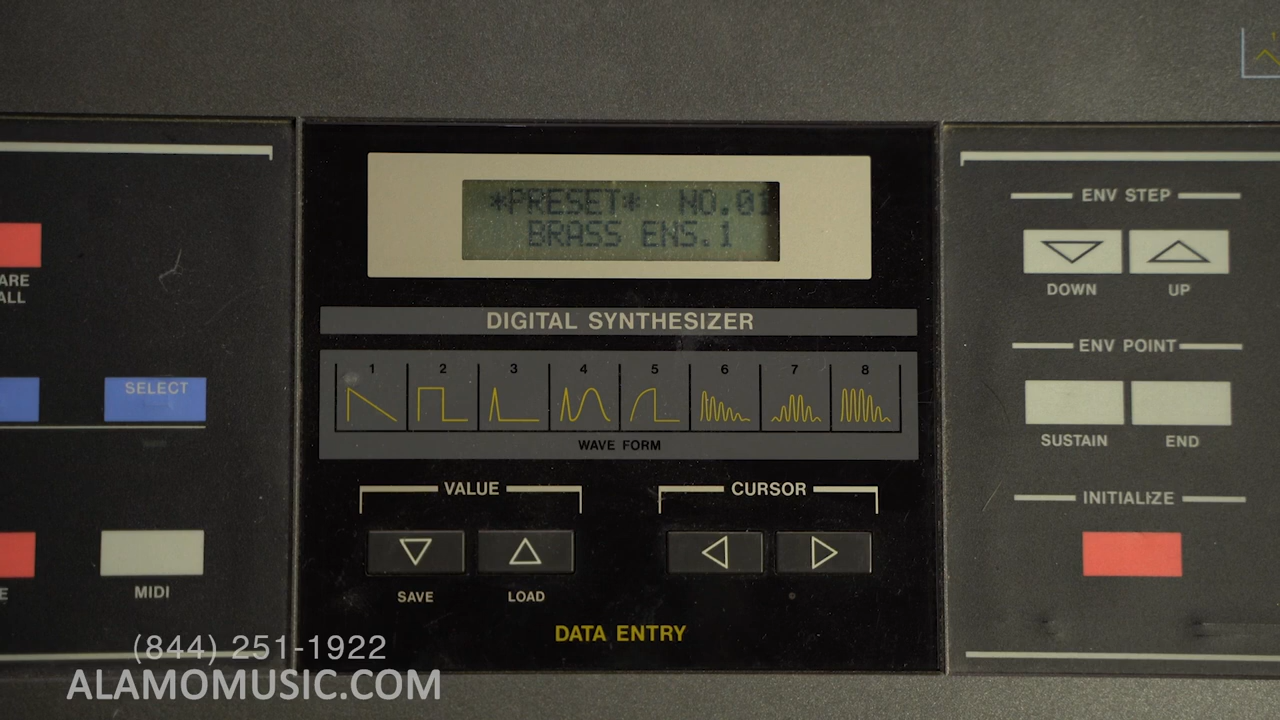 *PRESET* NO.01
BRASS ENS.1
DIGITAL SYNTHESIZER
1 2 3 4 5 6 7 8
WAVE FORM
VALUE
CURSOR
SAVE
LOAD
DATA ENTRY
SELECT
MIDI
ENV STEP
DOWN
UP
ENV POINT
SUSTAIN
END
INITIALIZE
(844) 251-1922
ALAMOMUSIC.COM